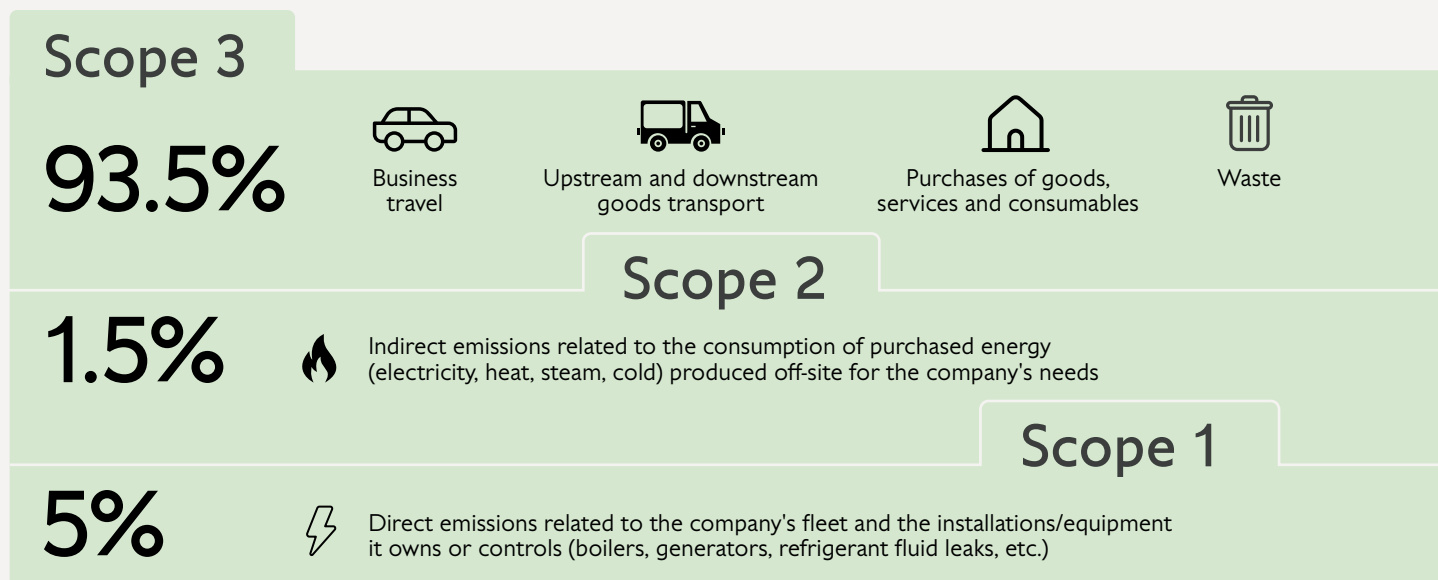 Scope 3
93.5%
Business
travel
Upstream and downstream
goods transport
Purchases of goods,
services and consumables
Waste
Scope 2
1.5%
Indirect emissions related to the consumption of purchased energy
(electricity, heat, steam, cold) produced off-site for the company's needs
Scope 1
5%
Direct emissions related to the company's fleet and the installations/equipment
it owns or controls (boilers, generators, refrigerant fluid leaks, etc.)